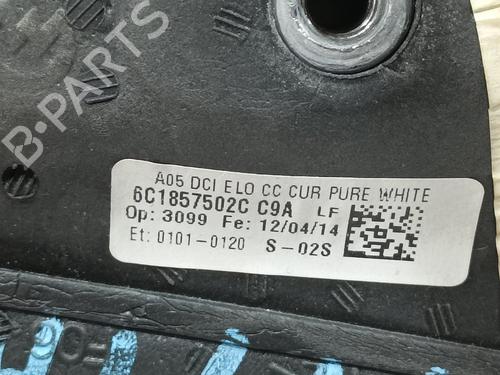 B-PARTS
A05 DCI ELO CC CUR PURE WHITE
6C1857502C C9A LF
Op: 3099 Fe: 12/04/14
Et: 0101-0120 S-02S